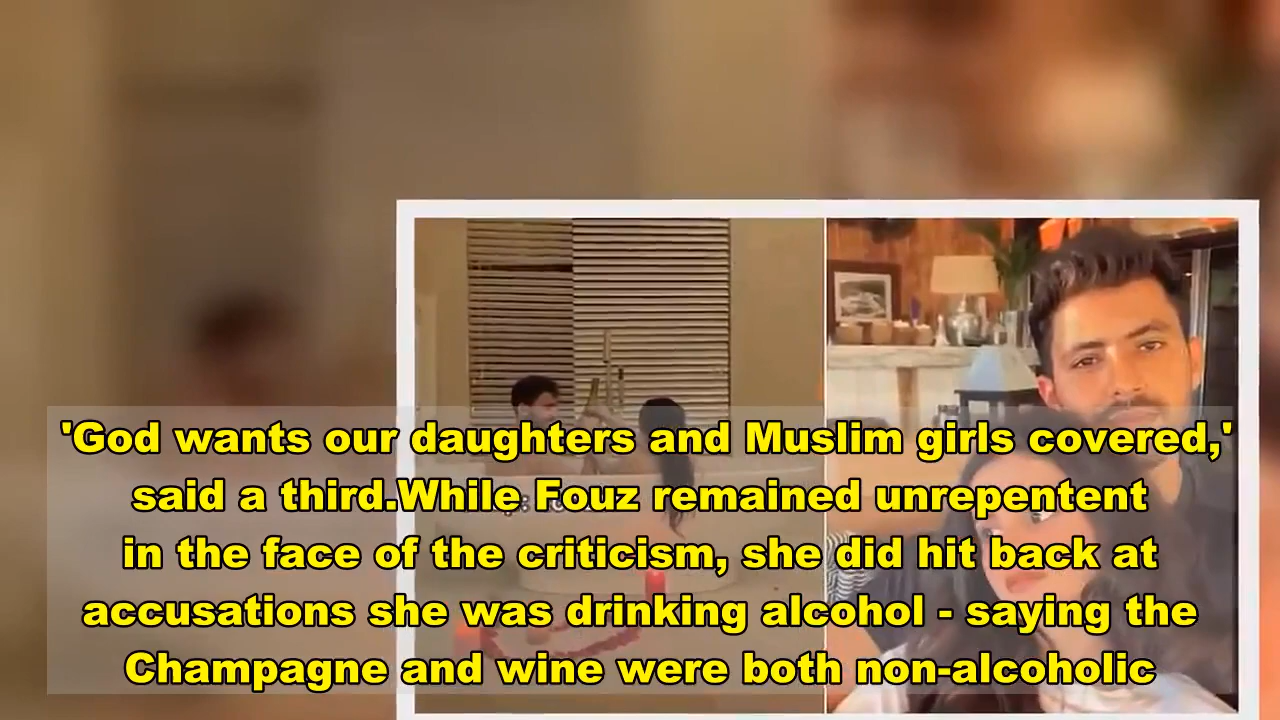 'God wants our daughters and Muslim girls covered,'
said a third.While Fouz remained unrepentent
in the face of the criticism, she did hit back at
accusations she was drinking alcohol - saying the
Champagne and wine were both non-alcoholic